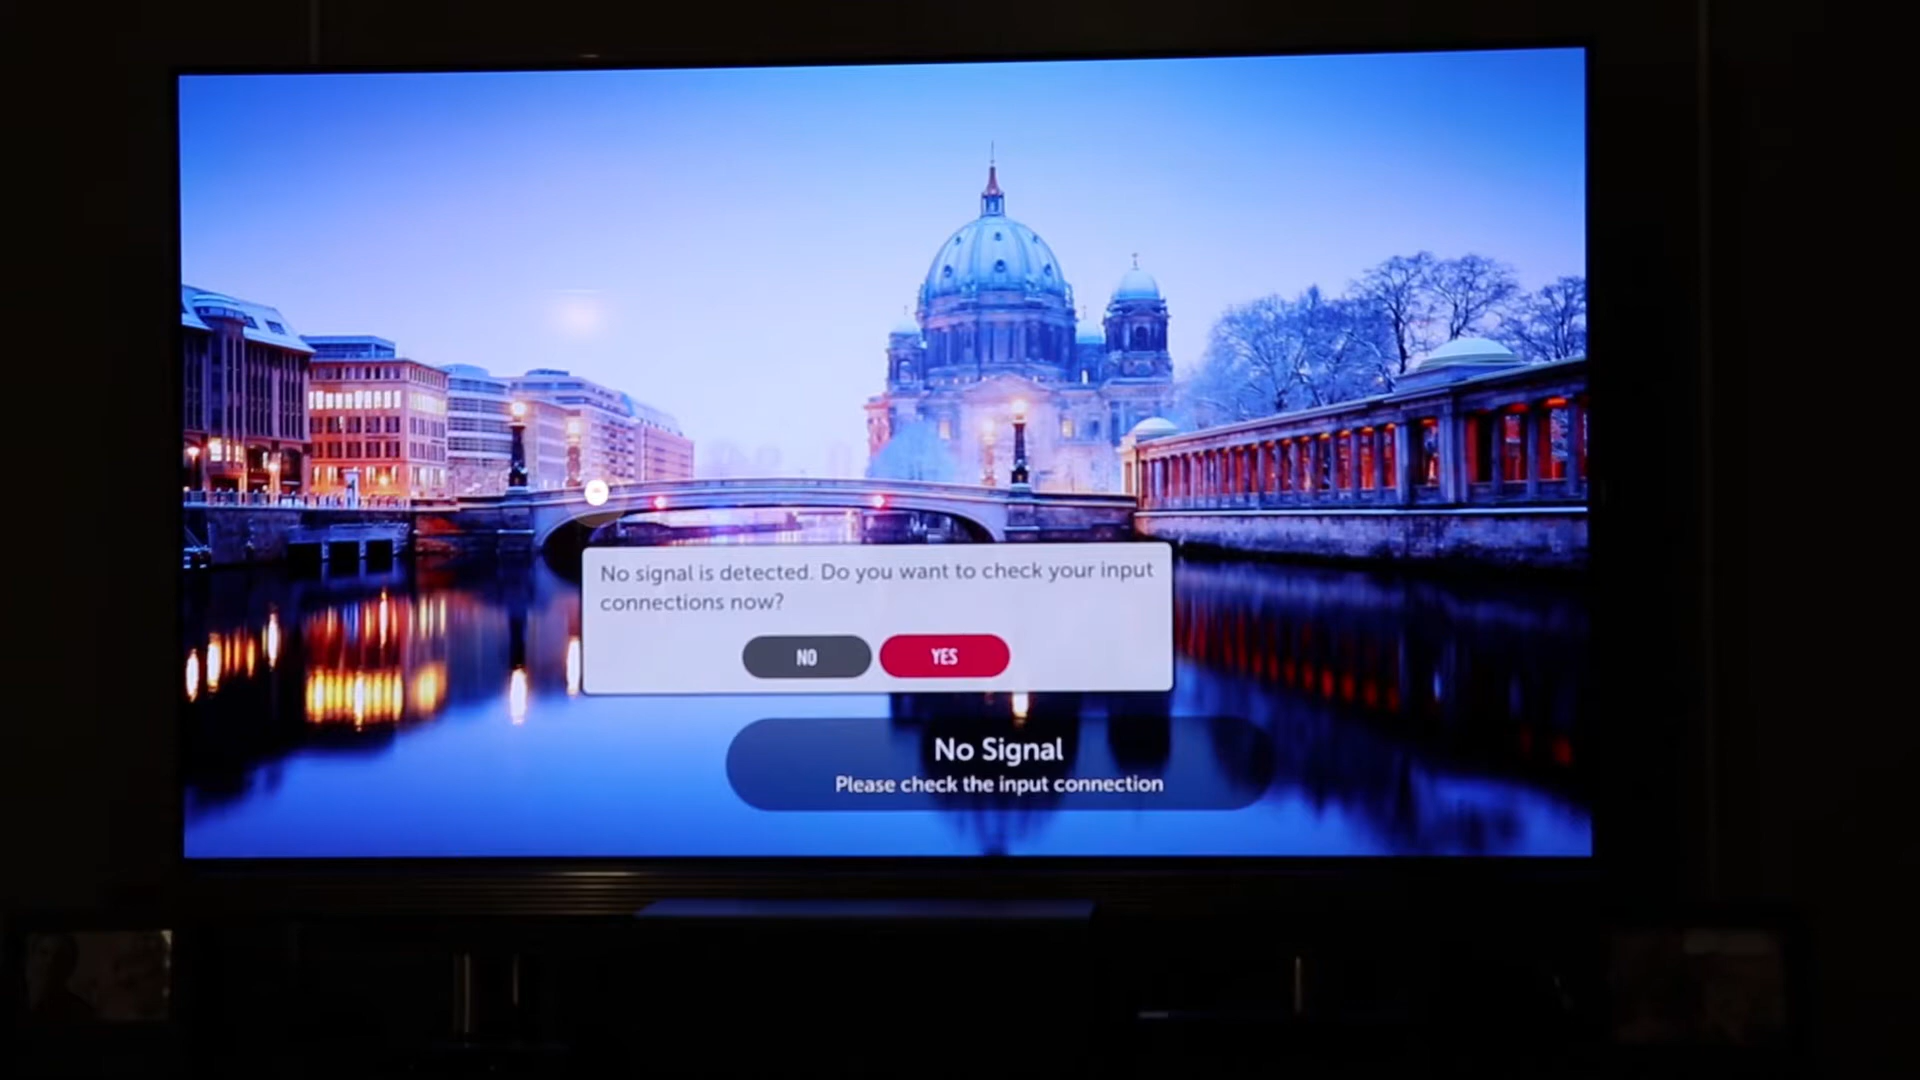 No signal is detected. Do you want to check your input
connections now?
NO YES
No Signal
Please check the input connection